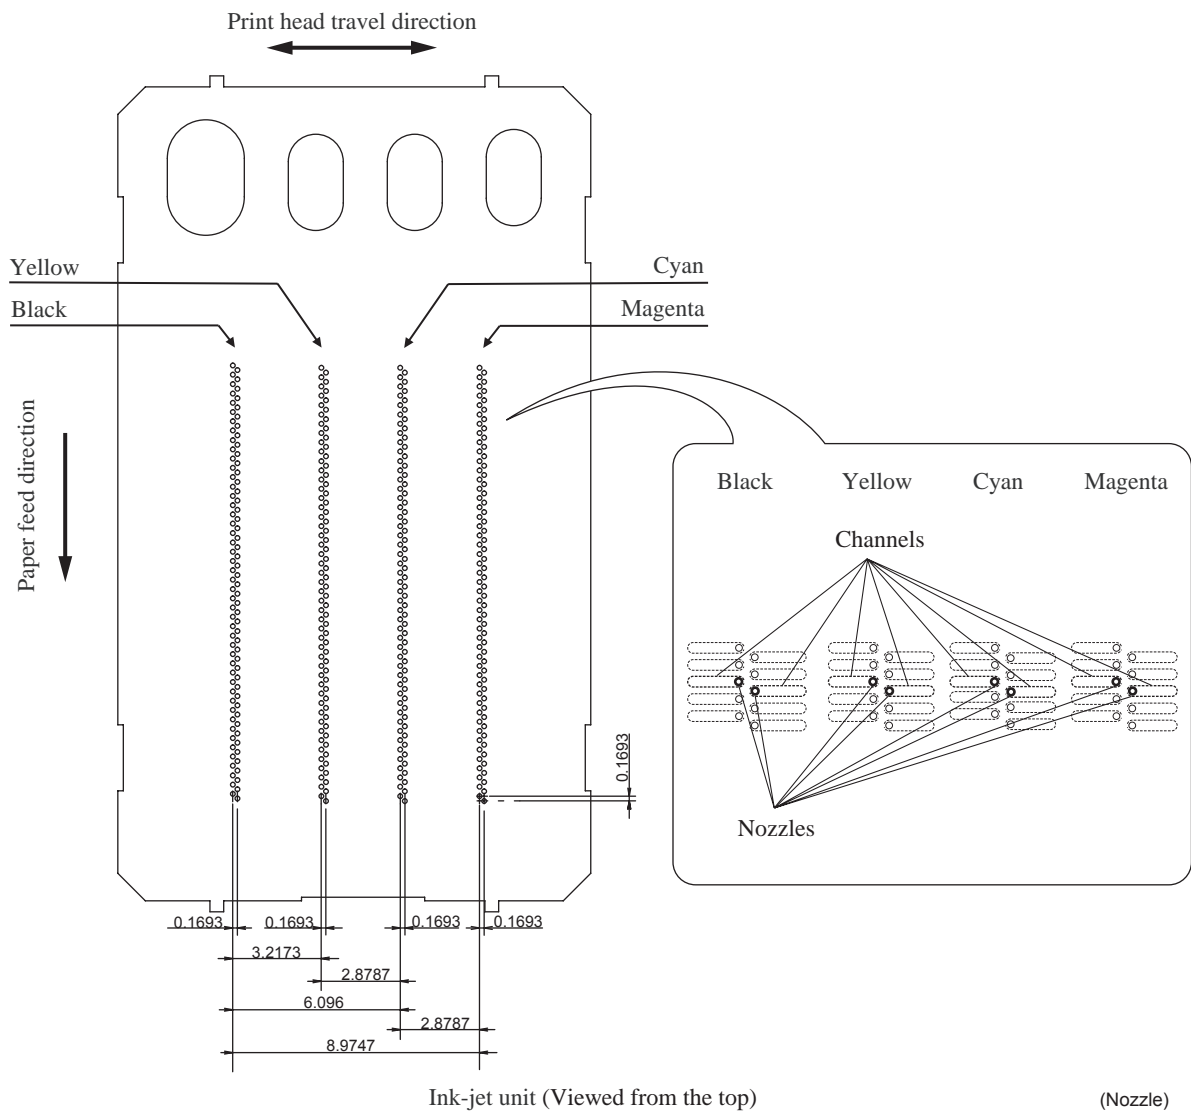 Print head travel direction
Yellow
Cyan
Black
Magenta
Paper feed direction
Black Yellow Cyan Magenta
Channels
Nozzles
0.1693
0.1693 0.1693 0.1693 0.1693
3.2173
2.8787
6.096
2.8787
8.9747
Ink-jet unit (Viewed from the top)
(Nozzle)